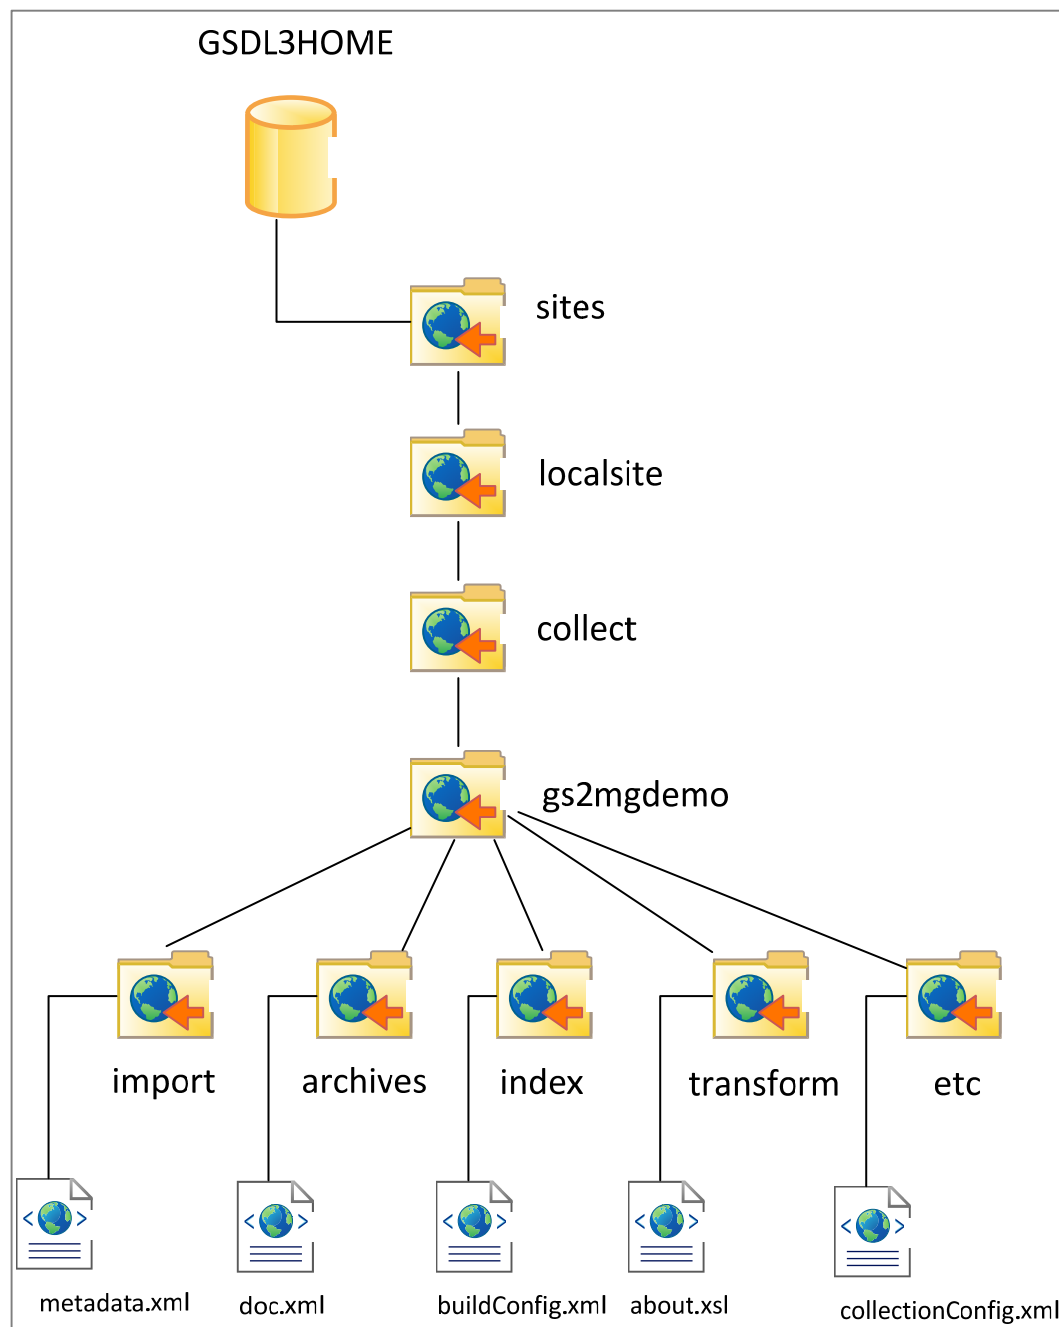 GSDL3HOME
sites
localsite
collect
gs2mgdemo
import
archives
index
transform
etc
metadata.xml
doc.xml
buildConfig.xml
about.xsl
collectionConfig.xml